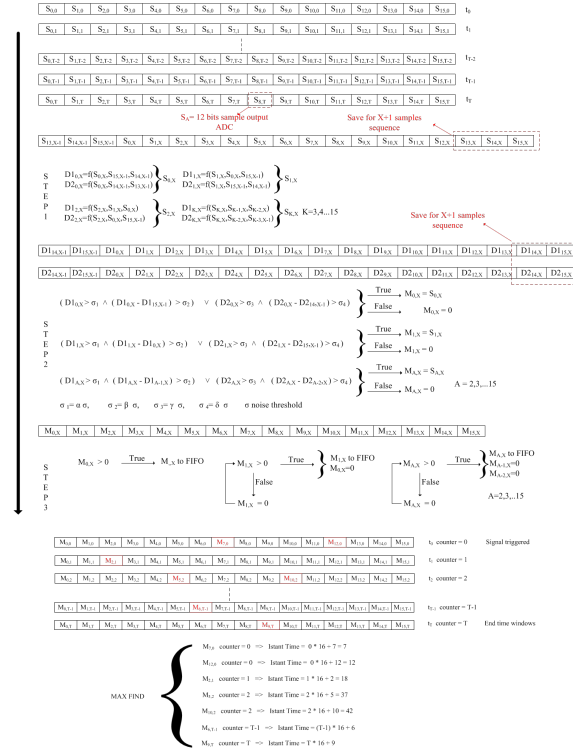 S0,0 S1,0 S2,0 S3,0 S4,0 S5,0 S6,0 S7,0 S8,0 S9,0 S10,0 S11,0 S12,0 S13,0 S14,0 S15,0 t0
S0,1 S1,1 S2,1 S3,1 S4,1 S5,1 S6,1 S7,1 S8,1 S9,1 S10,1 S11,1 S12,1 S13,1 S14,1 S15,1 t1
S0,T-2 S1,T-2 S2,T-2 S3,T-2 S4,T-2 S5,T-2 S6,T-2 S7,T-2 S8,T-2 S9,T-2 S10,T-2 S11,T-2 S12,T-2 S13,T-2 S14,T-2 S15,T-2 tT-2
S0,T-1 S1,T-1 S2,T-1 S3,T-1 S4,T-1 S5,T-1 S6,T-1 S7,T-1 S8,T-1 S9,T-1 S10,T-1 S11,T-1 S12,T-1 S13,T-1 S14,T-1 S15,T-1 tT-1
S0,T S1,T S2,T S3,T S4,T S5,T S6,T S7,T S8,T S9,T S10,T S11,T S12,T S13,T S14,T S15,T tT
SA= 12 bits sample output
ADC
Save for X+1 samples
sequence
S13,X-1 S14,X-1 S15,X-1 S0,X S1,X S2,X S3,X S4,X S5,X S6,X S7,X S8,X S9,X S10,X S11,X S12,X S13,X S14,X S15,X
STEP1
D10,X=f(S0,X,S15,X-1,S14,X-1)
D20,X=f(S0,X,S14,X-1,S13,X-1) S0,X
D11,X=f(S1,X,S0,X,S15,X-1)
D21,X=f(S1,X,S15,X-1,S14,X-1) S1,X
D12,X=f(S2,X,S1,X,S0,X)
D22,X=f(S2,X,S0,X,S15,X-1) S2,X
D1K,X=f(SK,X,SK-1,X,SK-2,X)
D2K,X=f(SK,X,SK-2,X,SK-3,X-1) SK,X K=3,4...15
Save for X+1 samples
sequence
D114,X-1 D115,X-1 D10,X D11,X D12,X D13,X D14,X D15,X D16,X D17,X D18,X D19,X D110,X D111,X D112,X D113,X D114,X D115,X
D214,X-1 D215,X-1 D20,X D21,X D22,X D23,X D24,X D25,X D26,X D27,X D28,X D29,X D210,X D211,X D212,X D213,X D214,X D215,X
STEP2
(D10,X> σ1 ∧ (D10,X - D115,X-1) > σ2) ∨ (D20,X> σ3 ∧ (D20,X - D214,X-1) > σ4)
True M0,X = S0,X
False M0,X = 0
(D11,X> σ1 ∧ (D11,X - D10,X) > σ2) ∨ (D21,X> σ3 ∧ (D21,X - D215,X-1) > σ4)
True M1,X = S1,X
False M1,X = 0
(D1A,X> σ1 ∧ (D1A,X - D1A-1,X) > σ2) ∨ (D2A,X> σ3 ∧ (D2A,X - D2A-2,X) > σ4)
True MA,X = SA,X
False MA,X = 0 A = 2,3,...15
σ1= α σ, σ2= β σ, σ3= γ σ, σ4= δ σ σ noise threshold
M0,X M1,X M2,X M3,X M4,X M5,X M6,X M7,X M8,X M9,X M10,X M11,X M12,X M13,X M14,X M15,X
STEP3
M0,X > 0 True M,X to FIFO
M1,X > 0 True M1,X to FIFO
M0,X=0
False
M1,X = 0
MA,X > 0 True MA,X to FIFO
MA-1,X=0
MA-2,X=0
False
MA,X = 0
A=2,3,..15
M0,0 M1,0 M2,0 M3,0 M4,0 M5,0 M6,0 M7,0 M8,0 M9,0 M10,0 M11,0 M12,0 M13,0 M14,0 M15,0 t0 counter = 0 Signal triggered
M0,1 M1,1 M2,1 M3,1 M4,1 M5,1 M6,1 M7,1 M8,1 M9,1 M10,1 M11,1 M12,1 M13,1 M14,1 M15,1 t1 counter = 1
M0,2 M1,2 M2,2 M3,2 M4,2 M5,2 M6,2 M7,2 M8,2 M9,2 M10,2 M11,2 M12,2 M13,2 M14,2 M15,2 t2 counter = 2
M0,T-1 M1,T-1 M2,T-1 M3,T-1 M4,T-1 M5,T-1 M6,T-1 M7,T-1 M8,T-1 M9,T-1 M10,T-1 M11,T-1 M12,T-1 M13,T-1 M14,T-1 M15,T-1 tT-1 counter = T-1
M0,T M1,T M2,T M3,T M4,T M5,T M6,T M7,T M8,T M9,T M10,T M11,T M12,T M13,T M14,T M15,T tT counter = T End time windows
MAX FIND
M7,0 counter = 0 => Istant Time = 0 * 16 + 7 = 7
M12,0 counter = 0 => Istant Time = 0 * 16 + 12 = 12
M2,1 counter = 1 => Istant Time = 1 * 16 + 2 = 18
M5,2 counter = 2 => Istant Time = 2 * 16 + 5 = 37
M10,2 counter = 2 => Istant Time = 2 * 16 + 10 = 42
M6,T-1 counter = T-1 => Istant Time = (T-1) * 16 + 6
M9,T counter = T => Istant Time = T * 16 + 9